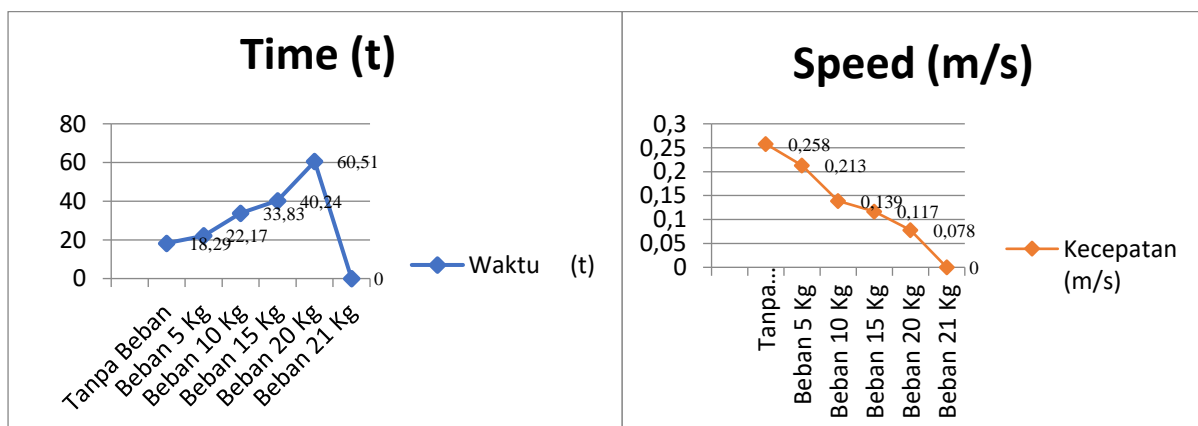 Time (t)
80
60
40
20
0
18,29
22,17
33,83
40,24
60,51
0
Tanpa Beban
Beban 5 Kg
Beban 10 Kg
Beban 15 Kg
Beban 20 Kg
Beban 21 Kg
Waktu (t)
Speed (m/s)
0,3
0,25
0,2
0,15
0,1
0,05
0
0,258
0,213
0,139
0,117
0,078
0
Tanpa…
Beban 5 Kg
Beban 10 Kg
Beban 15 Kg
Beban 20 Kg
Beban 21 Kg
Kecepatan
(m/s)